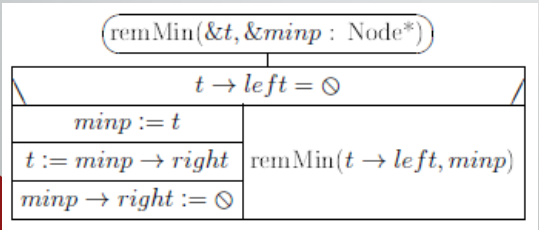 remMin(&t, &minp : Node*)
t → left = ⦸
minp := t
t := minp → right
minp → right := ⦸
remMin(t → left, minp)